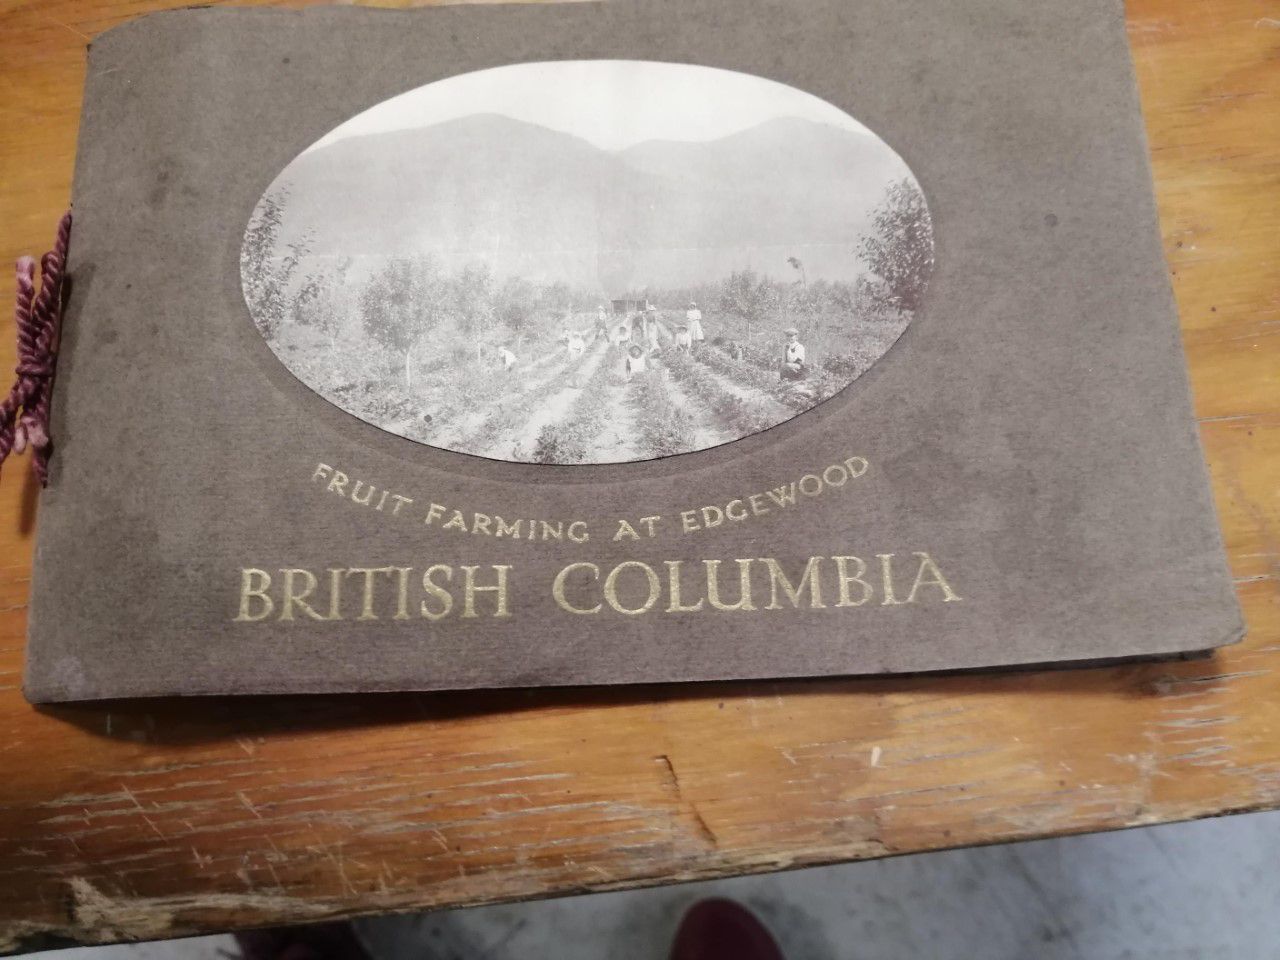 FRUIT FARMING AT EDGEWOOD
BRITISH COLUMBIA